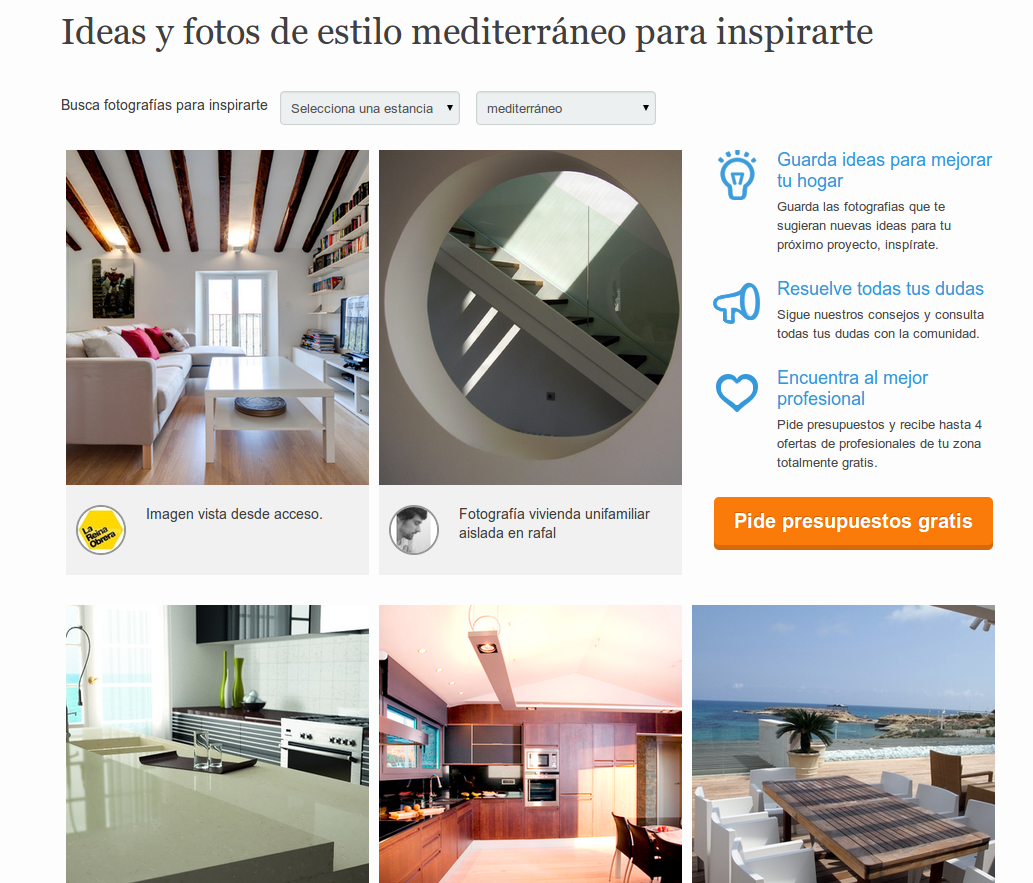 Ideas y fotos de estilo mediterráneo para inspirarte
Busca fotografías para inspirarte
Selecciona una estancia
mediterráneo
Guarda ideas para mejorar
tu hogar
Guarda las fotografias que te
sugieran nuevas ideas para tu
próximo proyecto, inspírate.
Resuelve todas tus dudas
Sigue nuestros consejos y consulta
todas tus dudas con la comunidad.
Encuentra al mejor
profesional
Pide presupuestos y recibe hasta 4
ofertas de profesionales de tu zona
totalmente gratis.
Pide presupuestos gratis
La
Reina
Obrera
Imagen vista desde acceso.
Fotografía vivienda unifamiliar
aislada en rafal